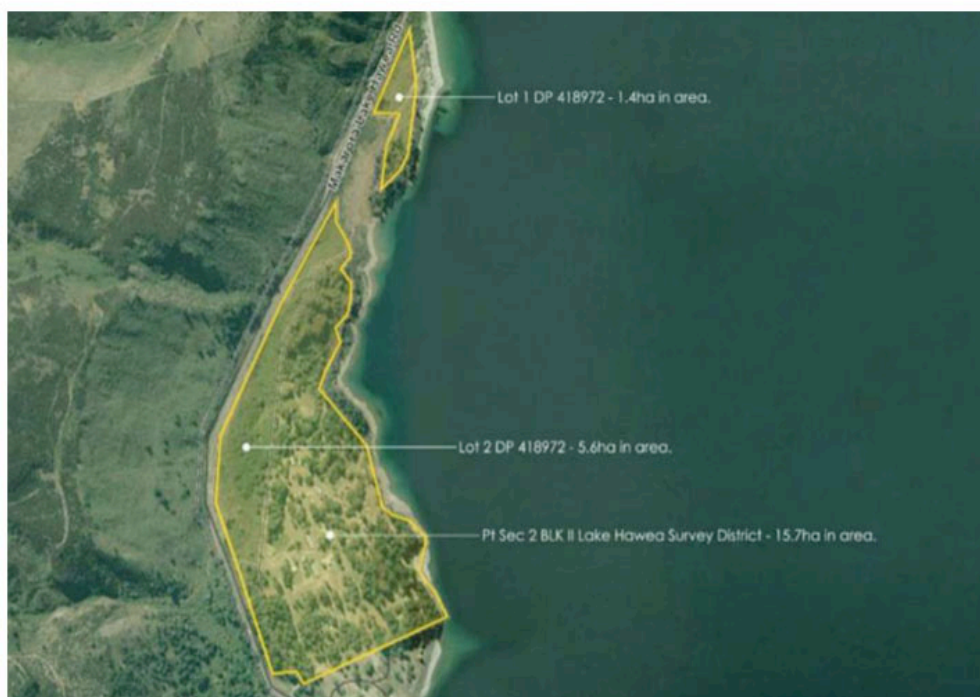 Lot 1 DP 418972 - 1.4ha in area.
Lot 2 DP 418972 - 5.6ha in area.
Pt Sec 2 BLK II Lake Hawea Survey District - 15.7ha in area.